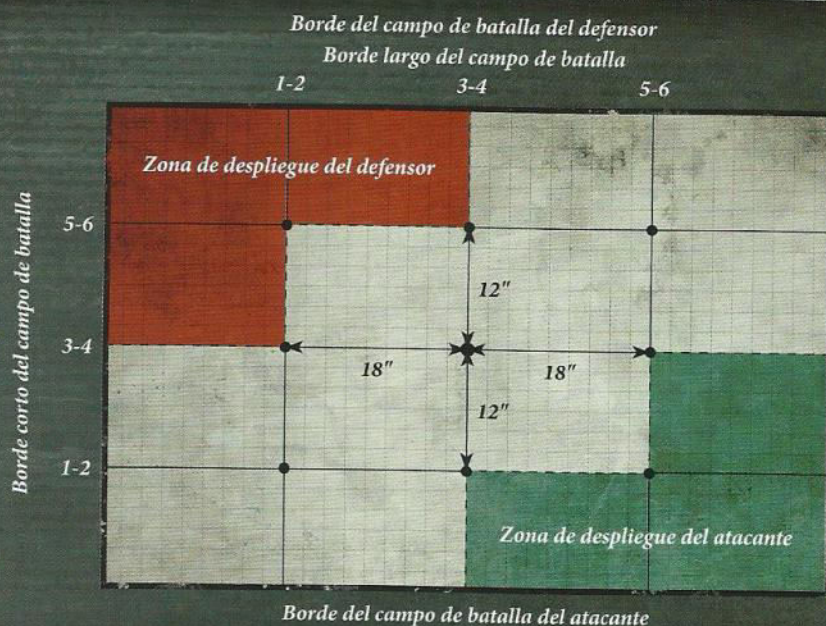 Borde del campo de batalla del defensor
Borde largo del campo de batalla
1-2
3-4
5-6
Zona de despliegue del defensor
Borde corto del campo de batalla
5-6
12"
3-4
18"
18"
12"
1-2
Zona de despliegue del atacante
Borde del campo de batalla del atacante